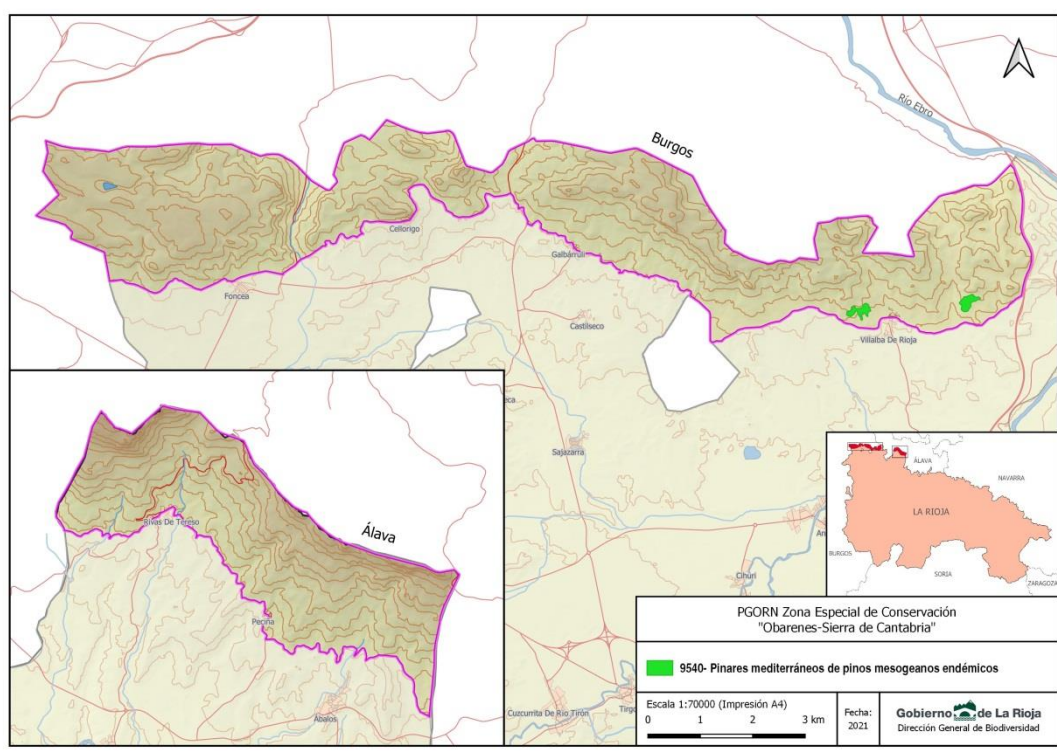 Río Ebro
Burgos
Cellorigo
Galbárruli
Foncea
Castilseco
Villalba De Rioja
Sajazarra
Álava
Rivas De Tereso
Peciña
Ábalos
Cihuri
Cuzcurrita De Río Tirón
ÁLAVA
NAVARRA
LA RIOJA
BURGOS
SORIA
ZARAGOZA
PGORN Zona Especial de Conservación
"Obarenes-Sierra de Cantabria"
9540- Pinares mediterráneos de pinos mesogeanos endémicos
Escala 1:70000 (Impresión A4)
0 1 2 3 km
Fecha:
2021
Gobierno de La Rioja
Dirección General de Biodiversidad